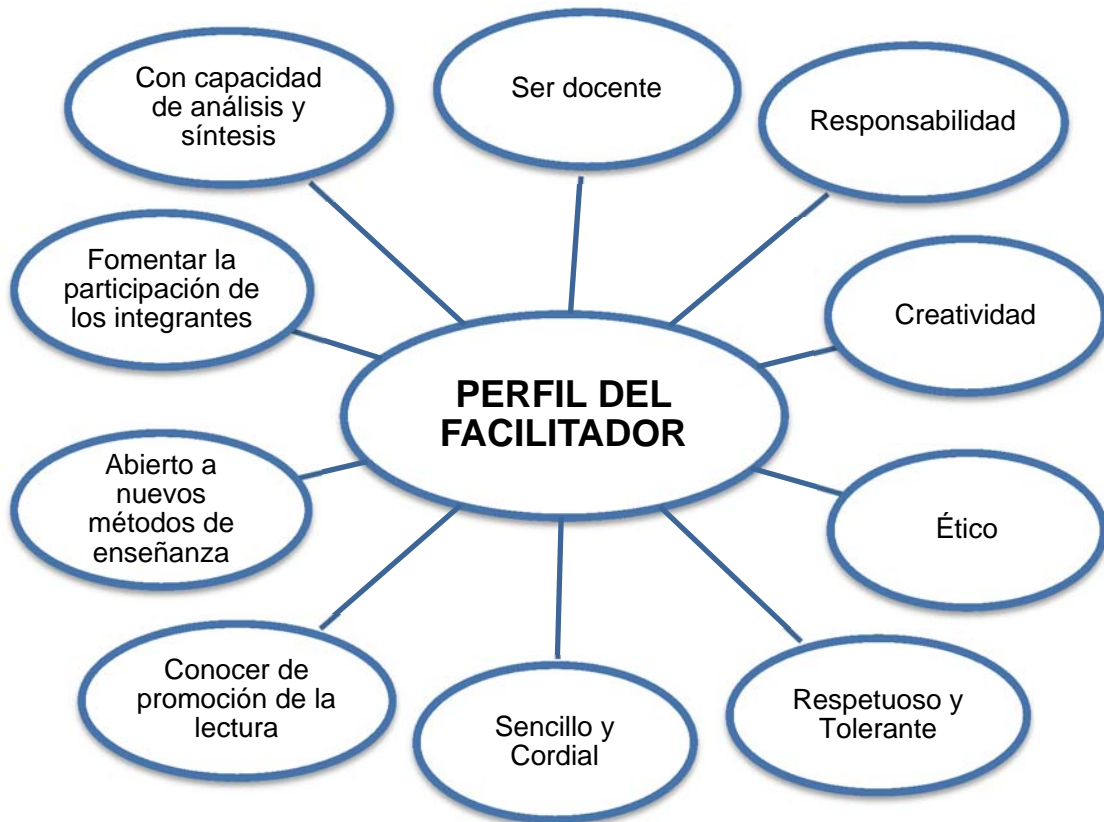 Con capacidad
de análisis y
síntesis
Ser docente
Responsabilidad
Fomentar la
participación de
los integrantes
Creatividad
PERFIL DEL
FACILITADOR
Abierto a
nuevos
métodos de
enseñanza
Ético
Conocer de
promoción de la
lectura
Sencillo y
Cordial
Respetuoso y
Tolerante